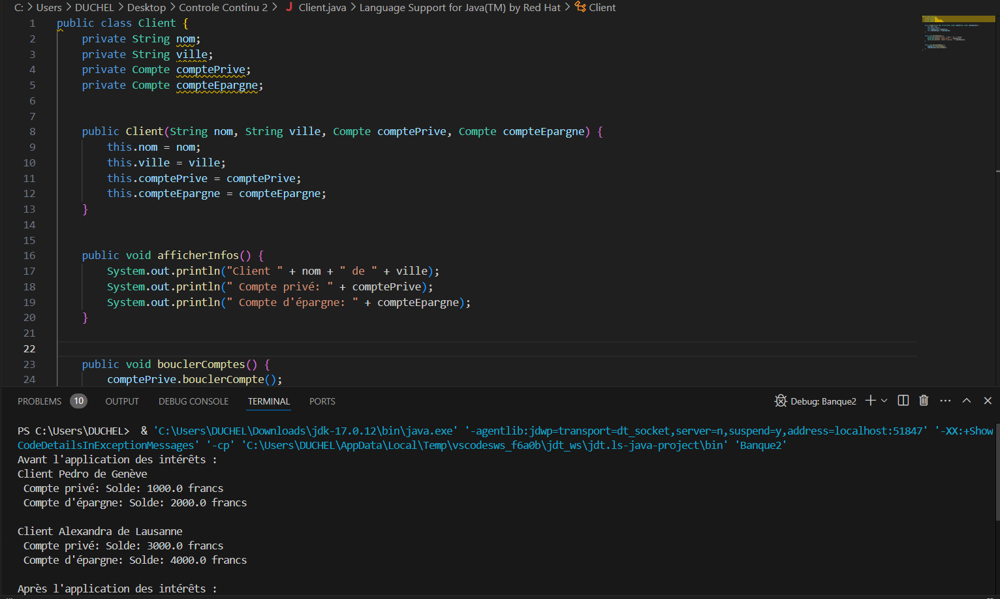 C: > Users > DUCHEL > Desktop > Controle Continu 2 > J Client.java > Language Support for Java(TM) by Red Hat > Client
1 public class Client {
2 private String nom;
3 private String ville;
4 private Compte comptePrive;
5 private Compte compteEpargne;
6
7
8 public Client(String nom, String ville, Compte comptePrive, Compte compteEpargne) {
9 this.nom = nom;
10 this.ville = ville;
11 this.comptePrive = comptePrive;
12 this.compteEpargne = compteEpargne;
13 }
14
15
16 public void afficherInfos() {
17 System.out.println("Client " + nom + " de " + ville);
18 System.out.println(" Compte privé: " + comptePrive);
19 System.out.println(" Compte d'épargne: " + compteEpargne);
20 }
21
22
23 public void bouclerComptes() {
24 comptePrive.bouclerCompte();
PROBLEMS 10 OUTPUT DEBUG CONSOLE TERMINAL PORTS Debug: Banque2
PS C:\Users\DUCHEL> & 'C:\Users\DUCHEL\Downloads\jdk-17.0.12\bin\java.exe' '-agentlib:jdwp=transport=dt_socket,server=n,suspend=y,address=localhost:51847' '-XX:+Show
CodeDetailsInExceptionMessages' '-cp' 'C:\Users\DUCHEL\AppData\Local\Temp\vscodesws_f6a0b\jdt_ws\jdt.ls-java-project\bin' 'Banque2'
Avant l'application des intérêts :
Client Pedro de Genève
Compte privé: Solde: 1000.0 francs
Compte d'épargne: Solde: 2000.0 francs
Client Alexandra de Lausanne
Compte privé: Solde: 3000.0 francs
Compte d'épargne: Solde: 4000.0 francs
Après l'application des intérêts :